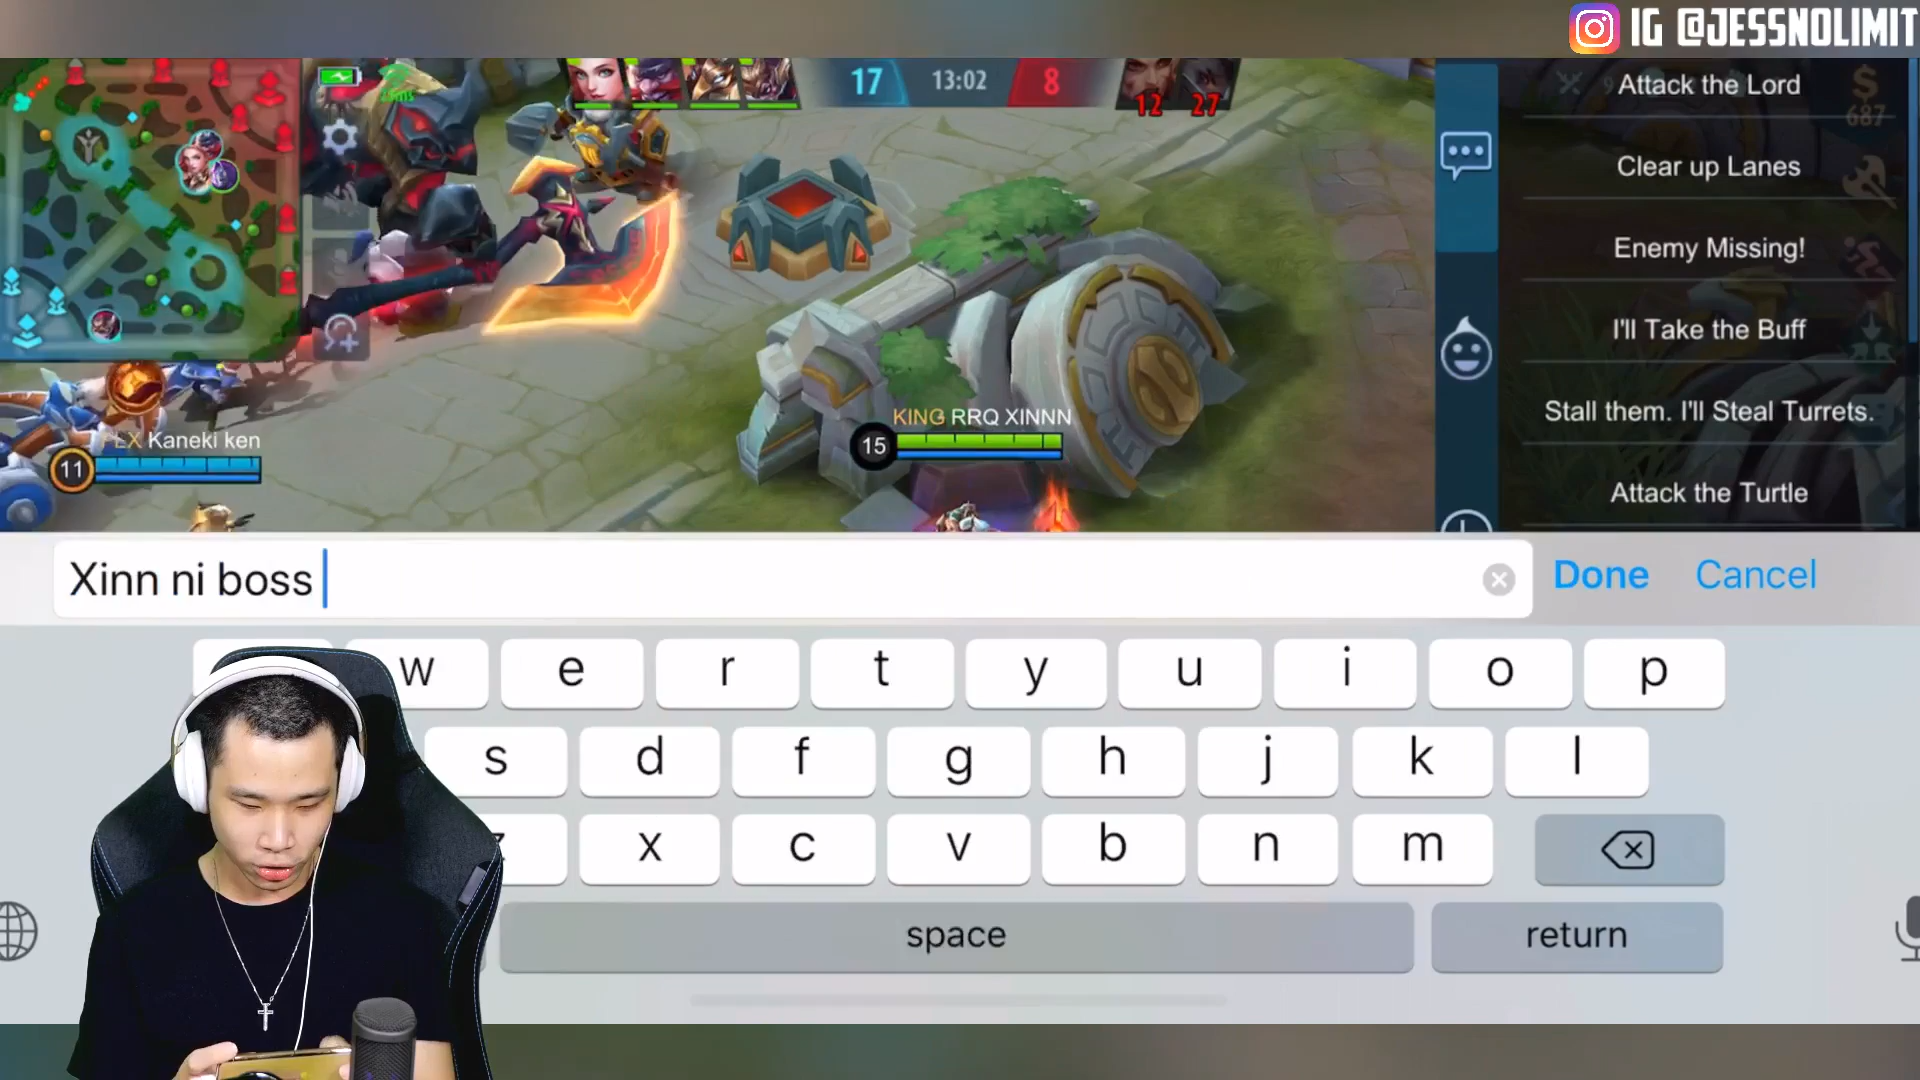 IG @JESSNOLIMIT
17
13:02
8
12
27
Attack the Lord
687
Clear up Lanes
Enemy Missing!
I'll Take the Buff
Stall them. I'll Steal Turrets.
Attack the Turtle
KING RRQ XINNN
15
Kaneki ken
11
Xinn ni boss
Done
Cancel
w e r t y u i o p
s d f g h j k l
z x c v b n m
space
return